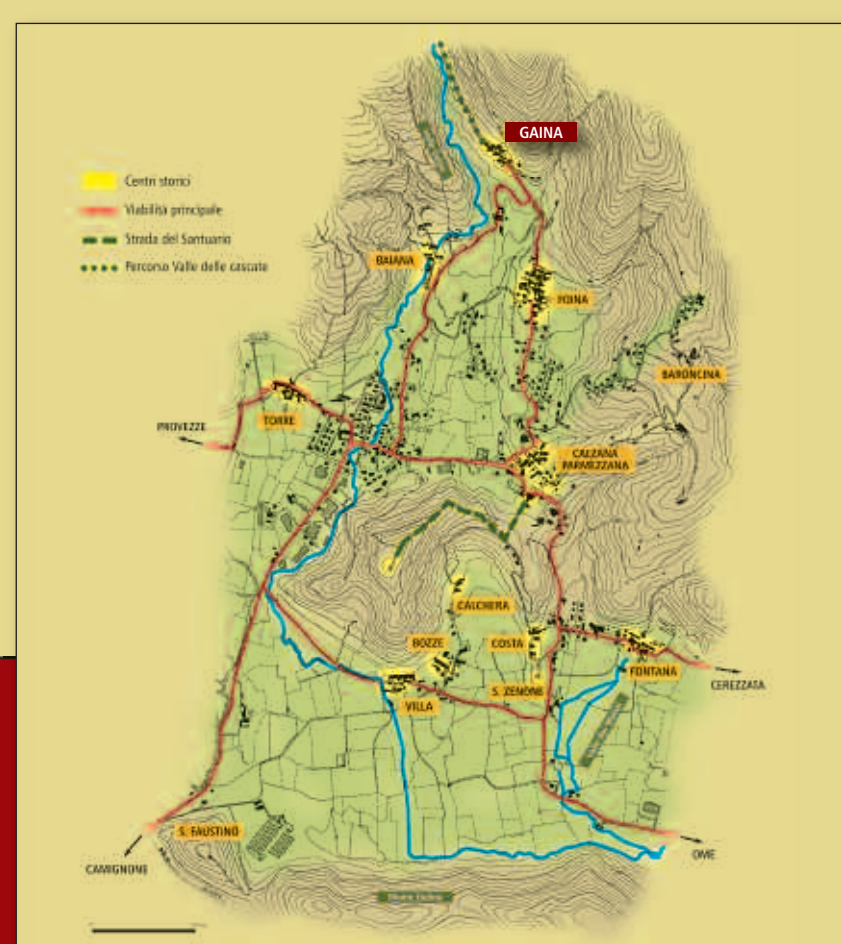 GAINA
Centri storici
Viabilità principale
Strada del Santuario
Percorso Valle delle cascate
BAIANA
FOINA
BARONCINA
PROVEZZE
TORRE
CALZANA
PARMEZZANA
CALCHERA
BOZZE
COSTA
FONTANA
CEREZZATA
S. ZENONE
VILLA
S. FAUSTINO
OME
CAMIGNONE